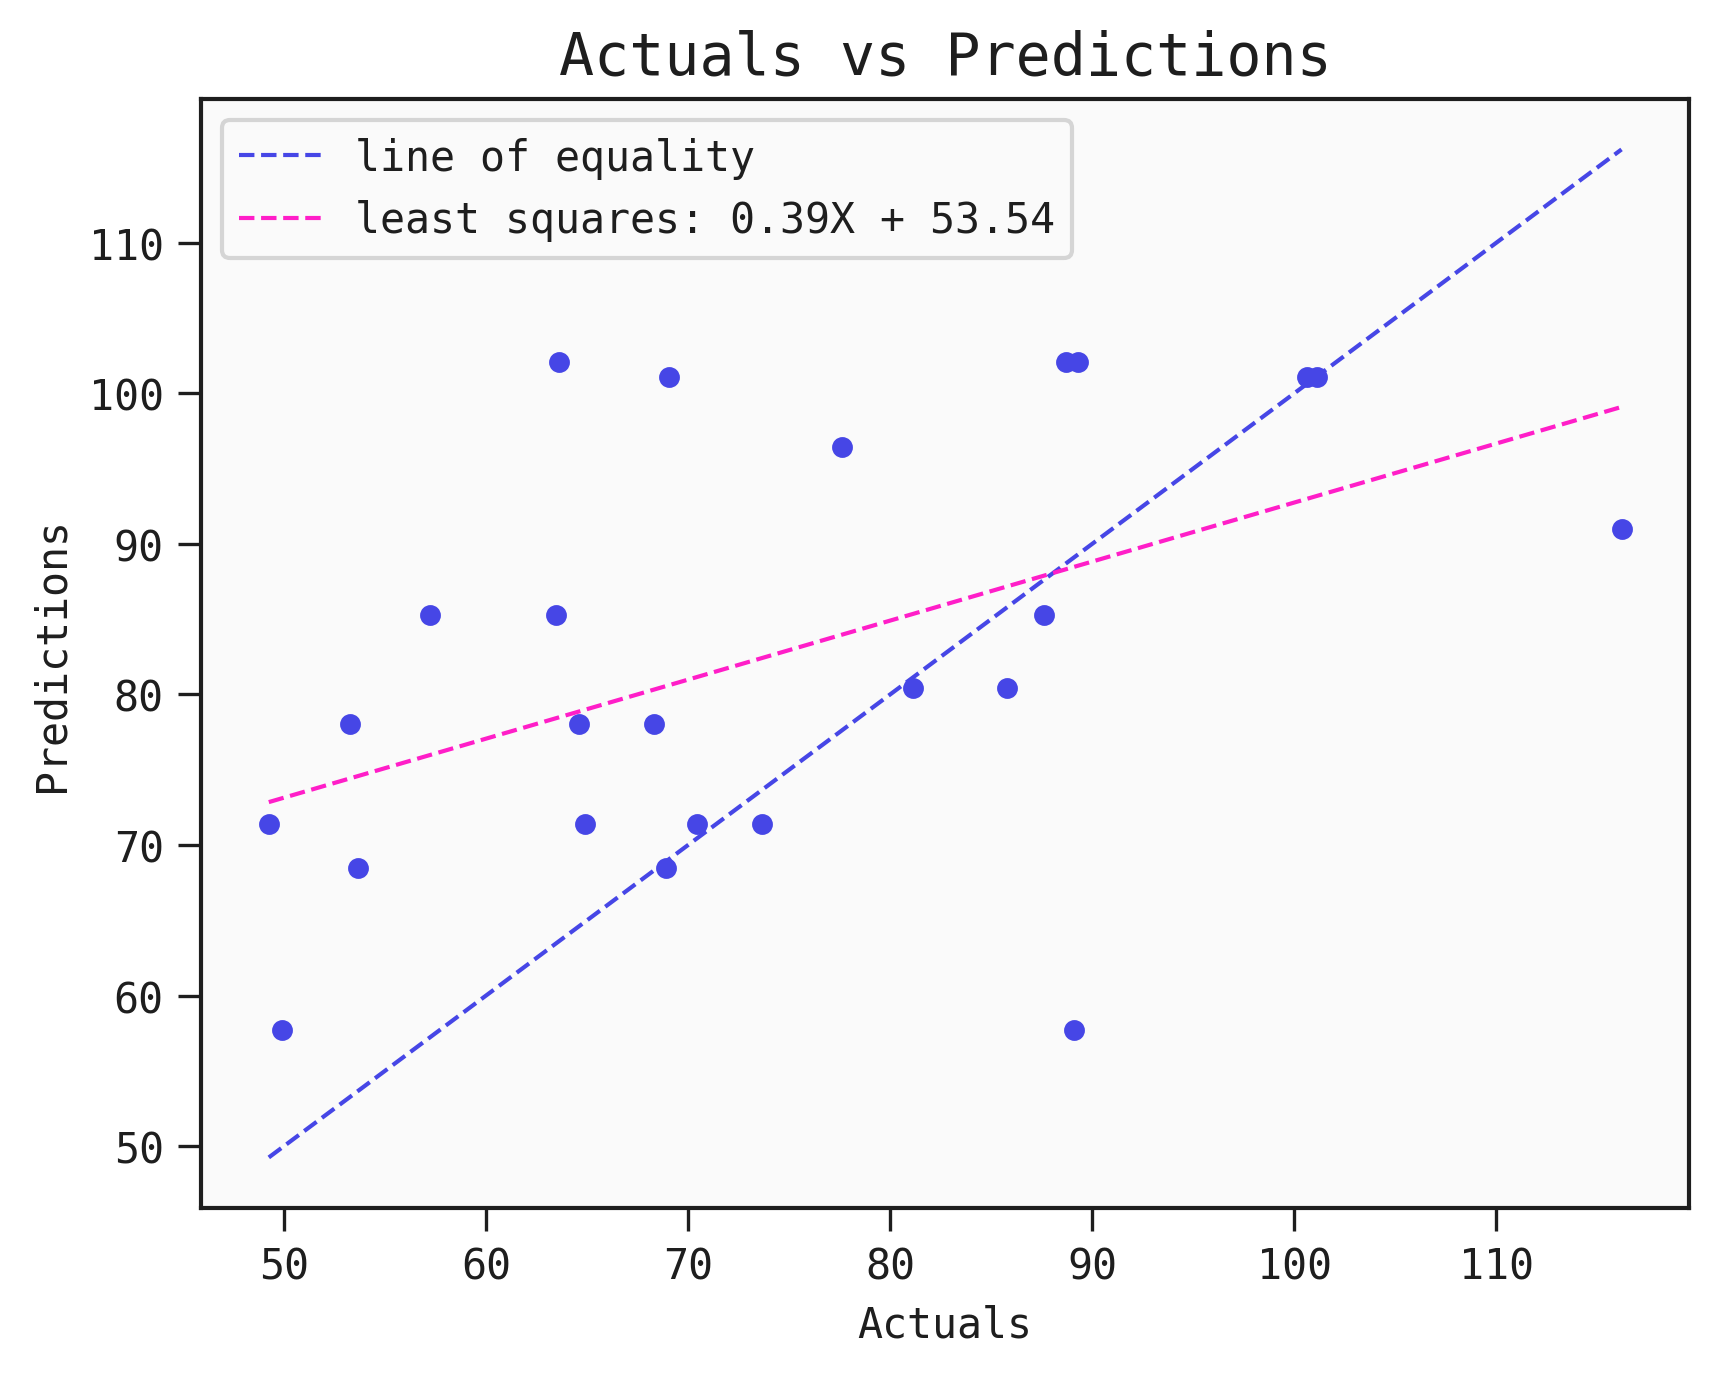 Actuals vs Predictions
line of equality
least squares: 0.39X + 53.54
110
100
90
80
70
60
50
Predictions
50 60 70 80 90 100 110
Actuals